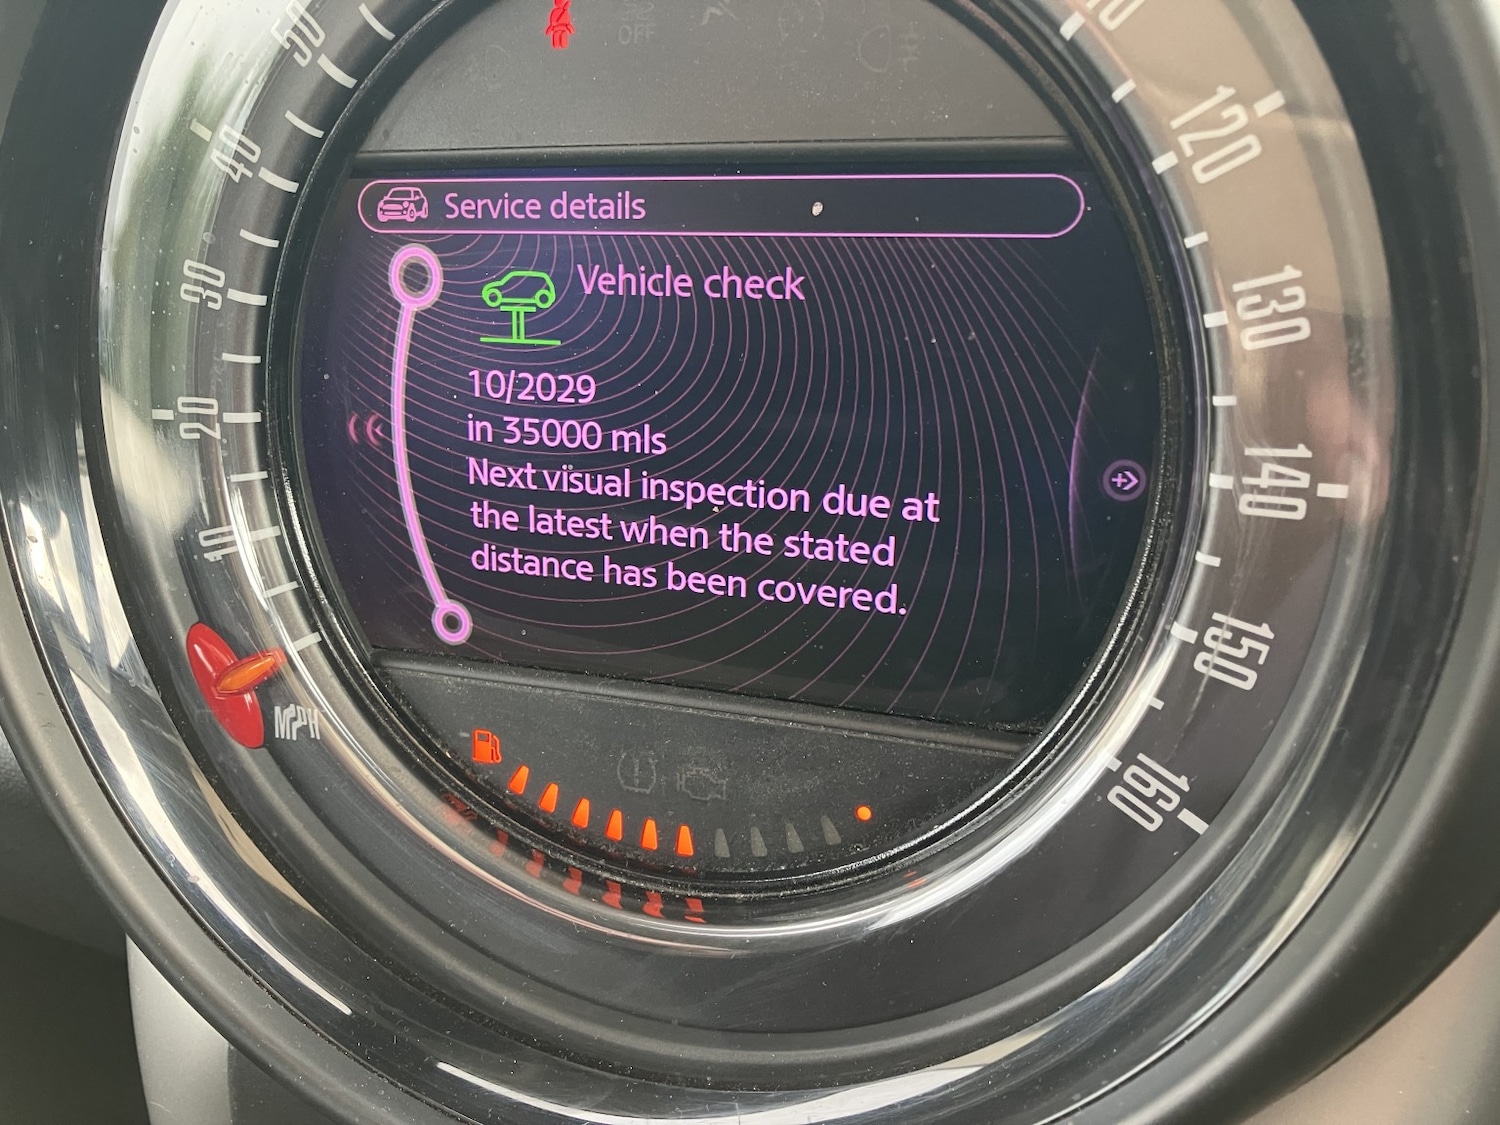 50
40
30
20
10
MPH
OFF
Service details
Vehicle check
10/2029
in 35000 mls
Next visual inspection due at
the latest when the stated
distance has been covered.
120
130
140
150
160